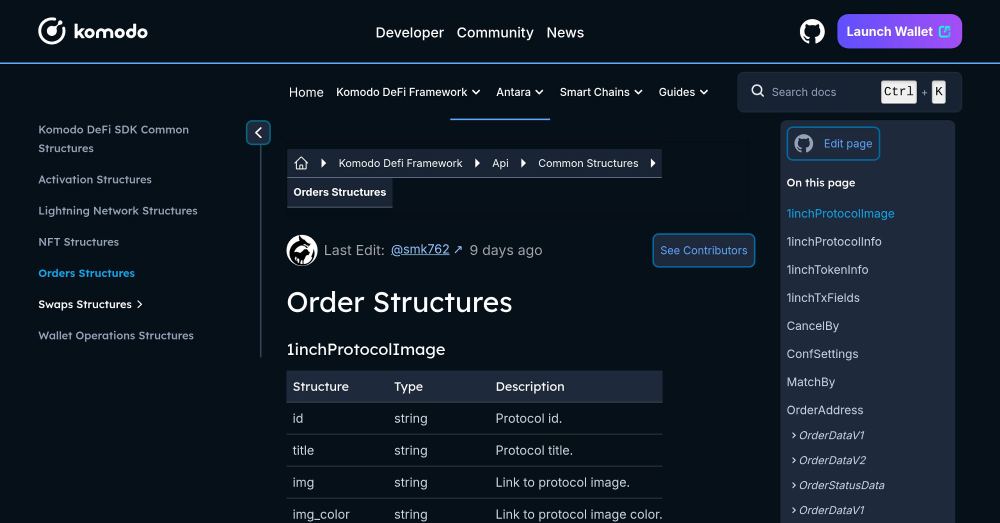 komodo
Developer Community News
Launch Wallet
Home Komodo DeFi Framework Antara Smart Chains Guides
Search docs Ctrl + K
Komodo DeFi SDK Common
Structures
Activation Structures
Lightning Network Structures
NFT Structures
Orders Structures
Swaps Structures
Wallet Operations Structures
Komodo Defi Framework Api Common Structures
Orders Structures
Last Edit: @smk762 ↗ 9 days ago
See Contributors
Order Structures
1inchProtocolImage
Structure Type Description
id string Protocol id.
title string Protocol title.
img string Link to protocol image.
img_color string Link to protocol image color.
Edit page
On this page
1inchProtocolImage
1inchProtocolInfo
1inchTokenInfo
1inchTxFields
CancelBy
ConfSettings
MatchBy
OrderAddress
OrderDataV1
OrderDataV2
OrderStatusData
OrderDataV1